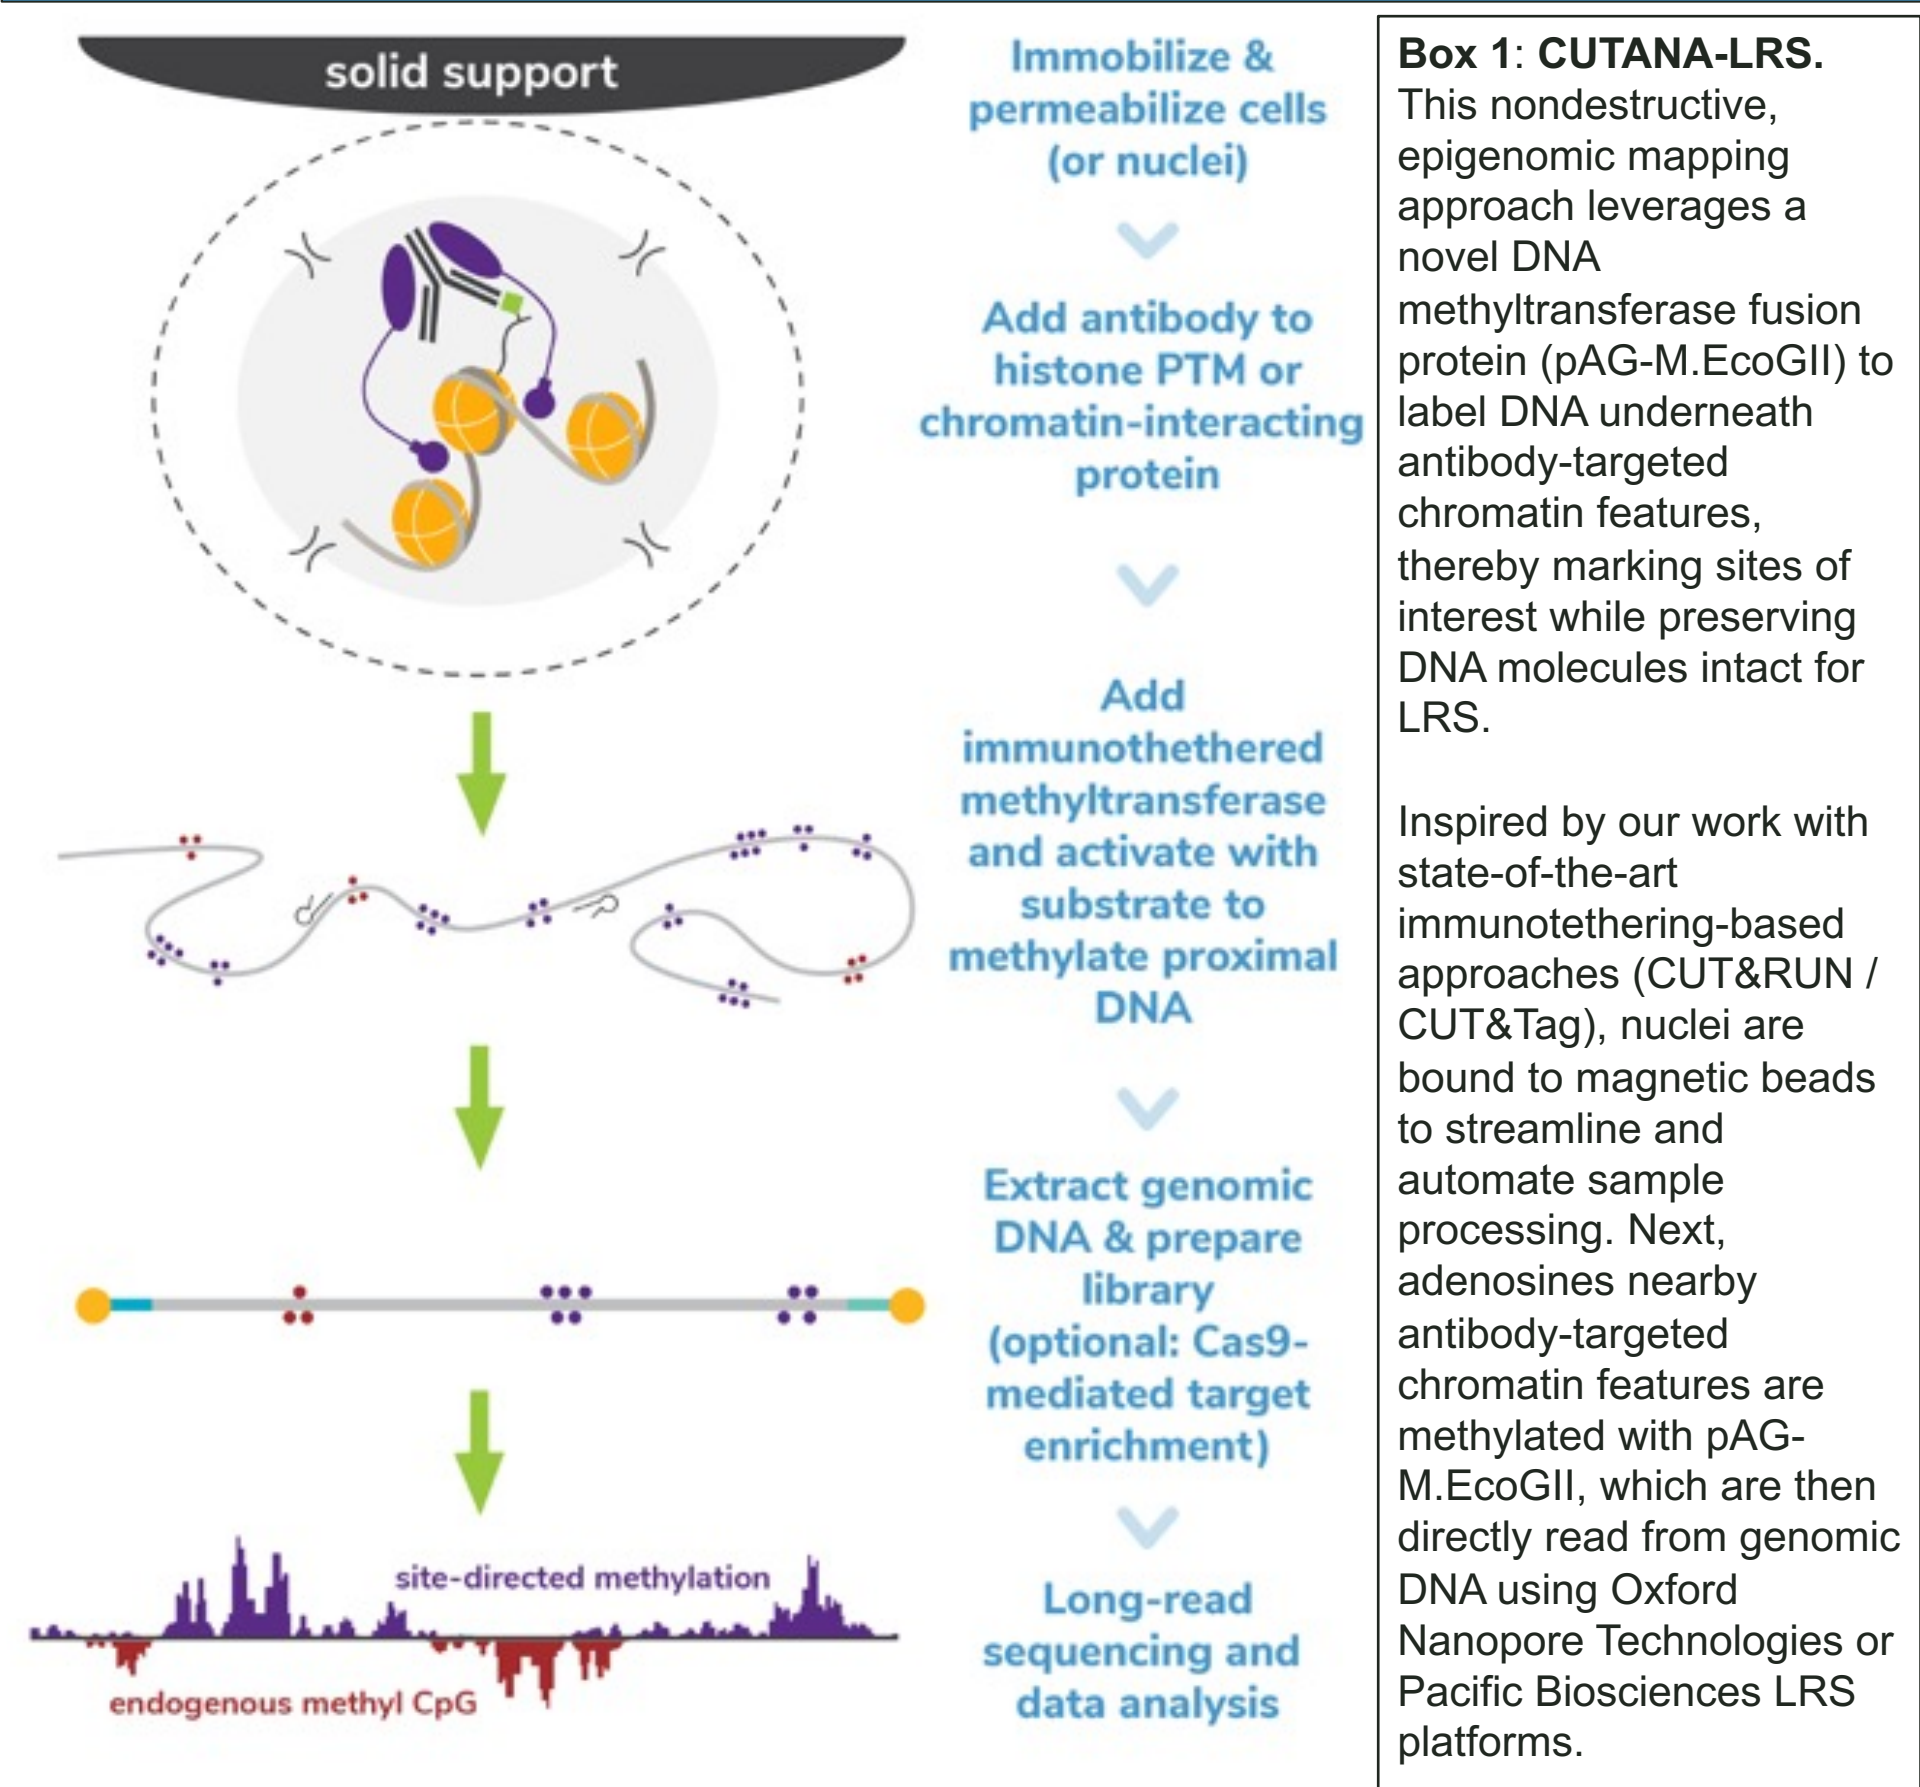 solid support
Immobilize &
permeabilize cells
(or nuclei)
Add antibody to
histone PTM or
chromatin-interacting
protein
Add
immunothethered
methyltransferase
and activate with
substrate to
methylate proximal
DNA
Extract genomic
DNA & prepare
library
(optional: Cas9-
mediated target
enrichment)
site-directed methylation
endogenous methyl CpG
Long-read
sequencing and
data analysis
Box 1: CUTANA-LRS.
This nondestructive,
epigenomic mapping
approach leverages a
novel DNA
methyltransferase fusion
protein (pAG-M.EcoGII) to
label DNA underneath
antibody-targeted
chromatin features,
thereby marking sites of
interest while preserving
DNA molecules intact for
LRS.
Inspired by our work with
state-of-the-art
immunotethering-based
approaches (CUT&RUN /
CUT&Tag), nuclei are
bound to magnetic beads
to streamline and
automate sample
processing. Next,
adenosines nearby
antibody-targeted
chromatin features are
methylated with pAG-
M.EcoGII, which are then
directly read from genomic
DNA using Oxford
Nanopore Technologies or
Pacific Biosciences LRS
platforms.